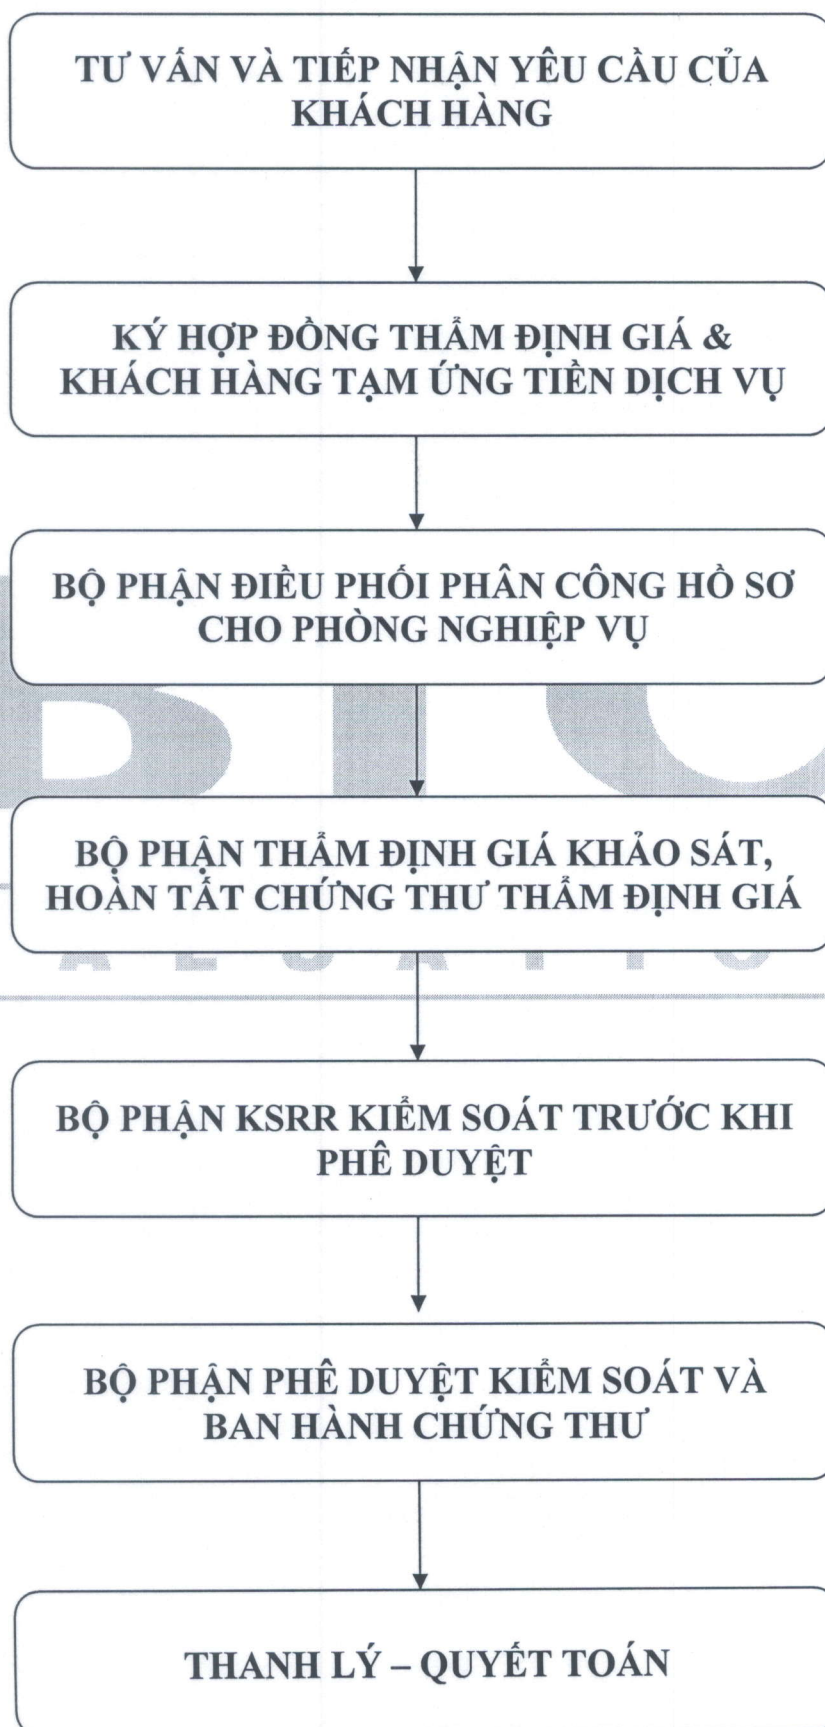 TƯ VẤN VÀ TIẾP NHẬN YÊU CẦU CỦA
KHÁCH HÀNG
KÝ HỢP ĐỒNG THẨM ĐỊNH GIÁ &
KHÁCH HÀNG TẠM ỨNG TIỀN DỊCH VỤ
BỘ PHẬN ĐIỀU PHỐI PHÂN CÔNG HỒ SƠ
CHO PHÒNG NGHIỆP VỤ
BỘ PHẬN THẨM ĐỊNH GIÁ KHẢO SÁT,
HOÀN TẤT CHỨNG THƯ THẨM ĐỊNH GIÁ
BỘ PHẬN KSRR KIỂM SOÁT TRƯỚC KHI
PHÊ DUYỆT
BỘ PHẬN PHÊ DUYỆT KIỂM SOÁT VÀ
BAN HÀNH CHỨNG THƯ
THANH LÝ – QUYẾT TOÁN